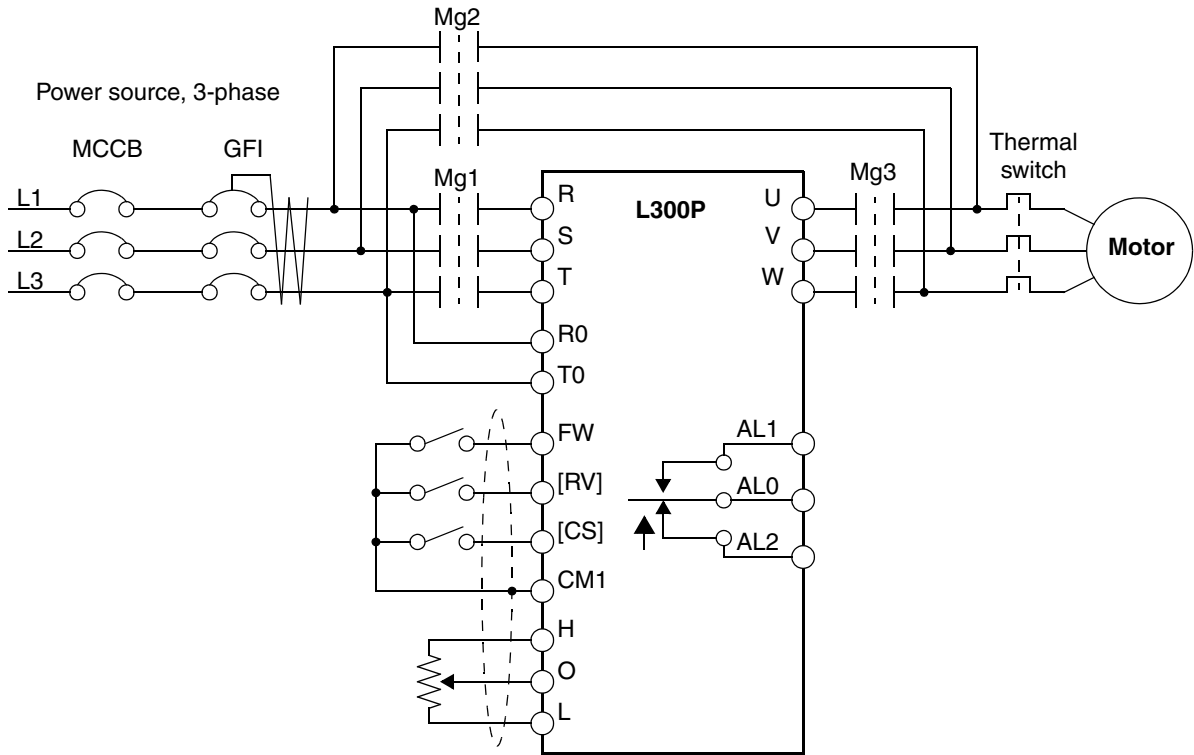 Mg2
Power source, 3-phase
MCCB
GFI
Thermal
switch
Mg1
Mg3
L1
L2
L3
R
S
T
R0
T0
L300P
U
V
W
Motor
FW
[RV]
[CS]
CM1
H
O
L
AL1
AL0
AL2